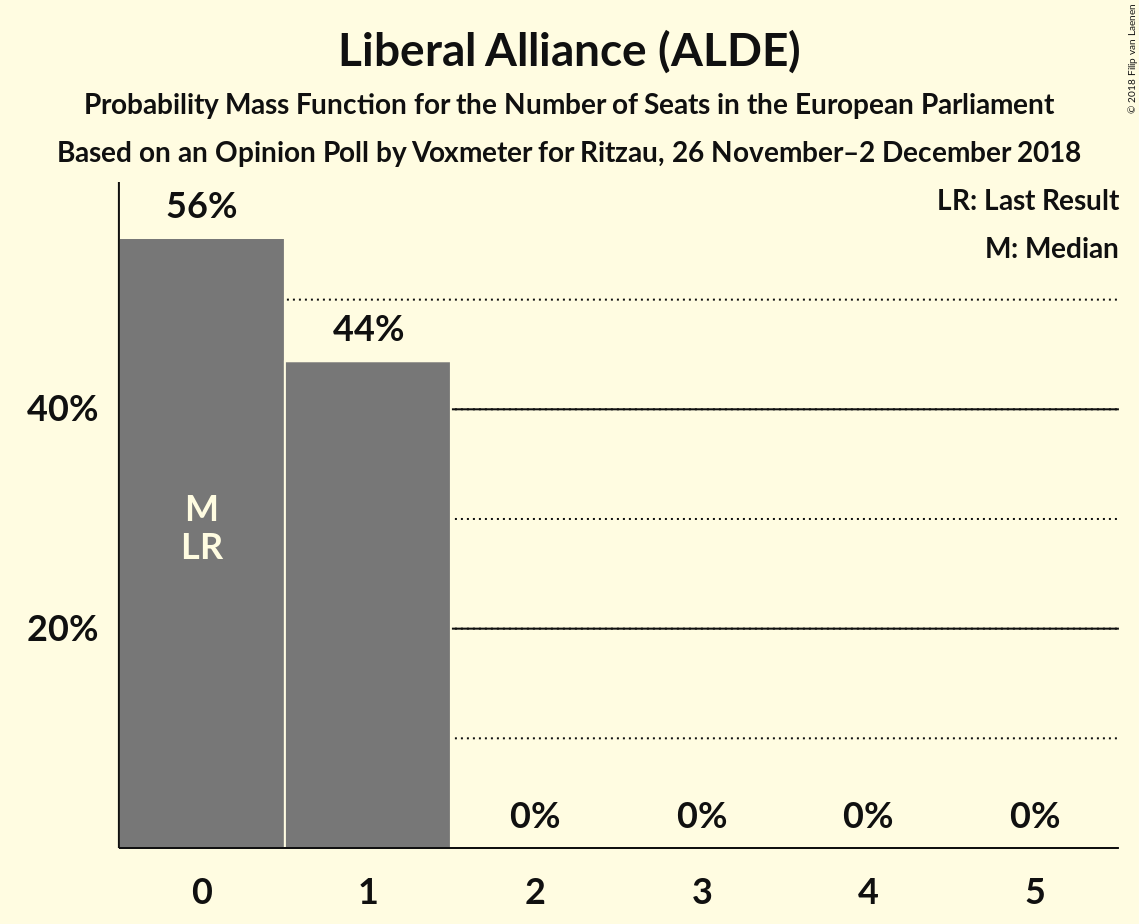 Liberal Alliance (ALDE)
Probability Mass Function for the Number of Seats in the European Parliament
Based on an Opinion Poll by Voxmeter for Ritzau, 26 November–2 December 2018
© 2018 Filip van Laenen
LR: Last Result
M: Median
56%
44%
40%
20%
M
LR
0% 0% 0% 0%
0 1 2 3 4 5